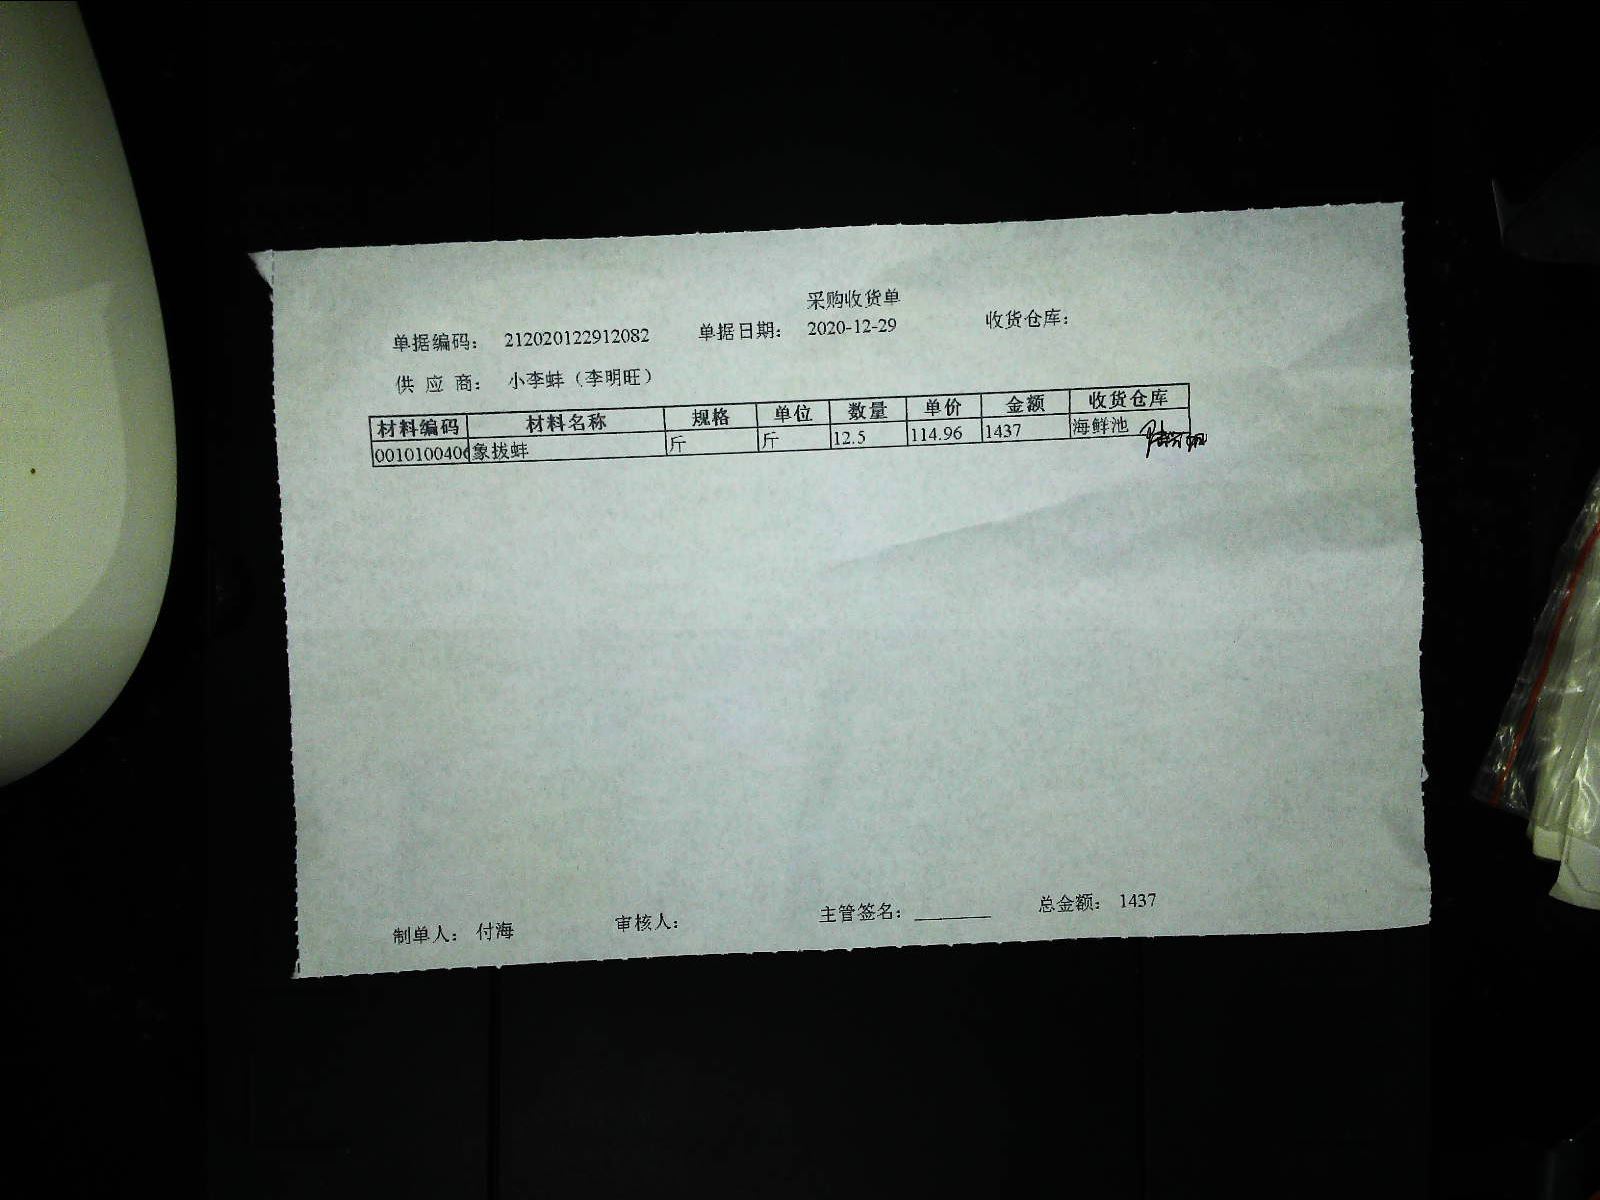 采购收货单
单据编码： 212020122912082 单据日期： 2020-12-29 收货仓库：
供 应 商： 小李蚌（李明旺）
材料编码 材料名称 规格 单位 数量 单价 金额 收货仓库
0010100406 象拔蚌 斤 斤 12.5 114.96 1437 海鲜池
制单人： 付海 审核人： 主管签名： 总金额： 1437